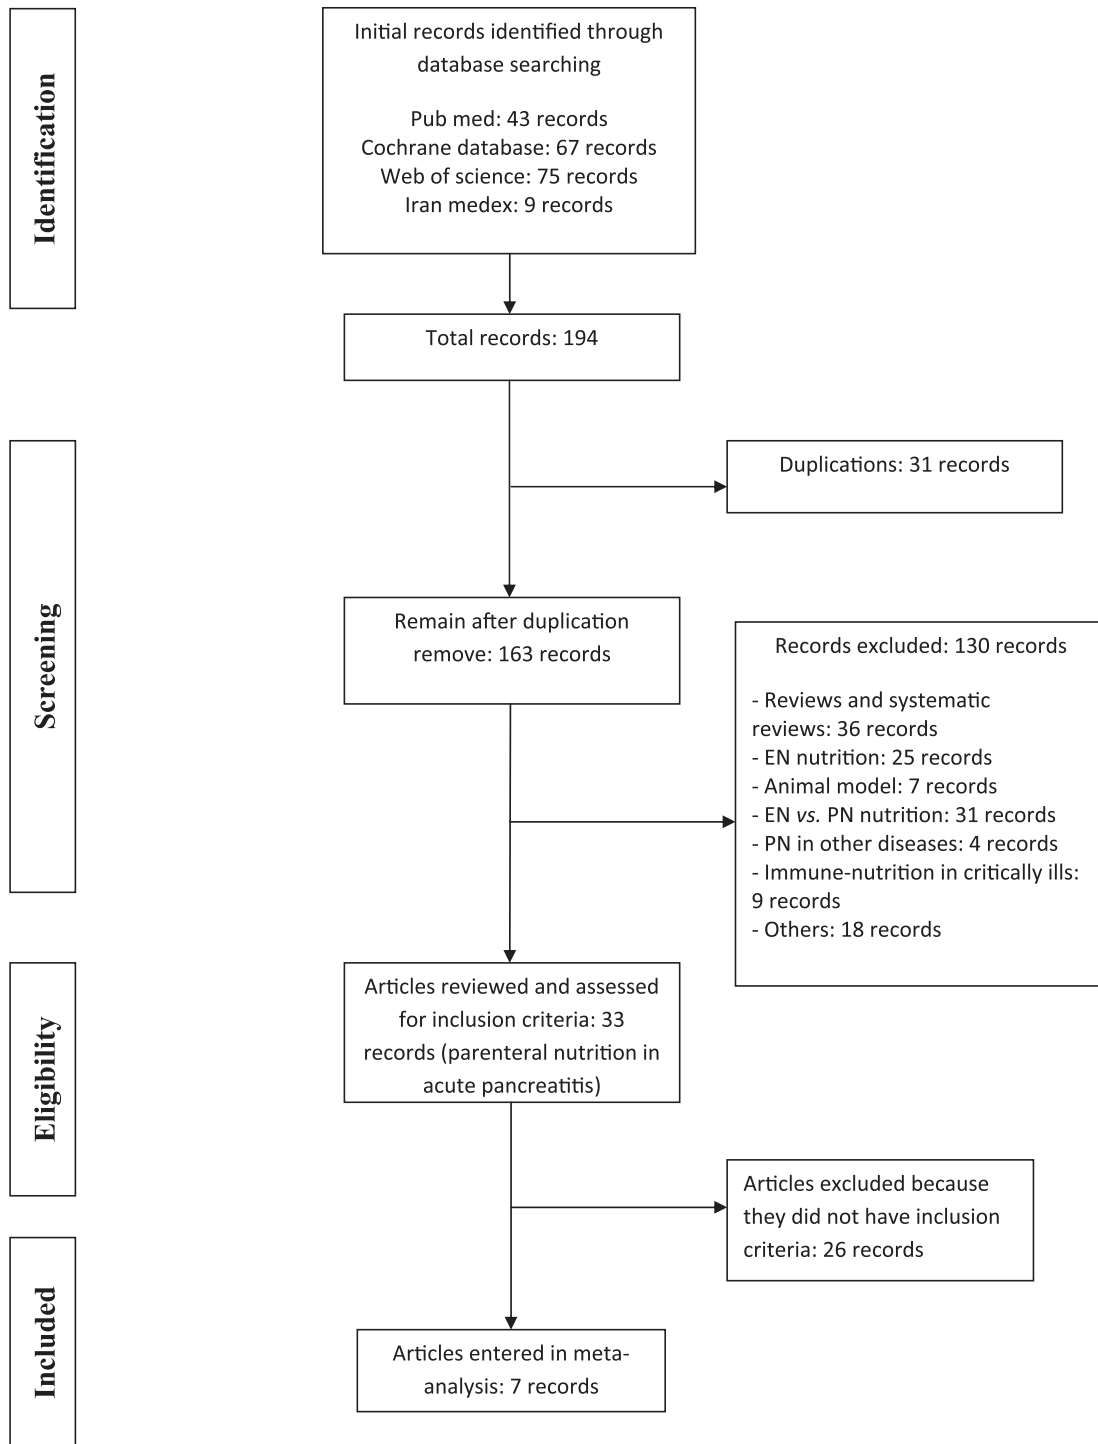 Identification
Initial records identified through
database searching
Pub med: 43 records
Cochrane database: 67 records
Web of science: 75 records
Iran medex: 9 records
Total records: 194
Screening
Duplications: 31 records
Remain after duplication
remove: 163 records
Records excluded: 130 records
- Reviews and systematic
reviews: 36 records
- EN nutrition: 25 records
- Animal model: 7 records
- EN vs. PN nutrition: 31 records
- PN in other diseases: 4 records
- Immune-nutrition in critically ills:
9 records
- Others: 18 records
Eligibility
Articles reviewed and assessed
for inclusion criteria: 33
records (parenteral nutrition in
acute pancreatitis)
Articles excluded because
they did not have inclusion
criteria: 26 records
Included
Articles entered in meta-
analysis: 7 records